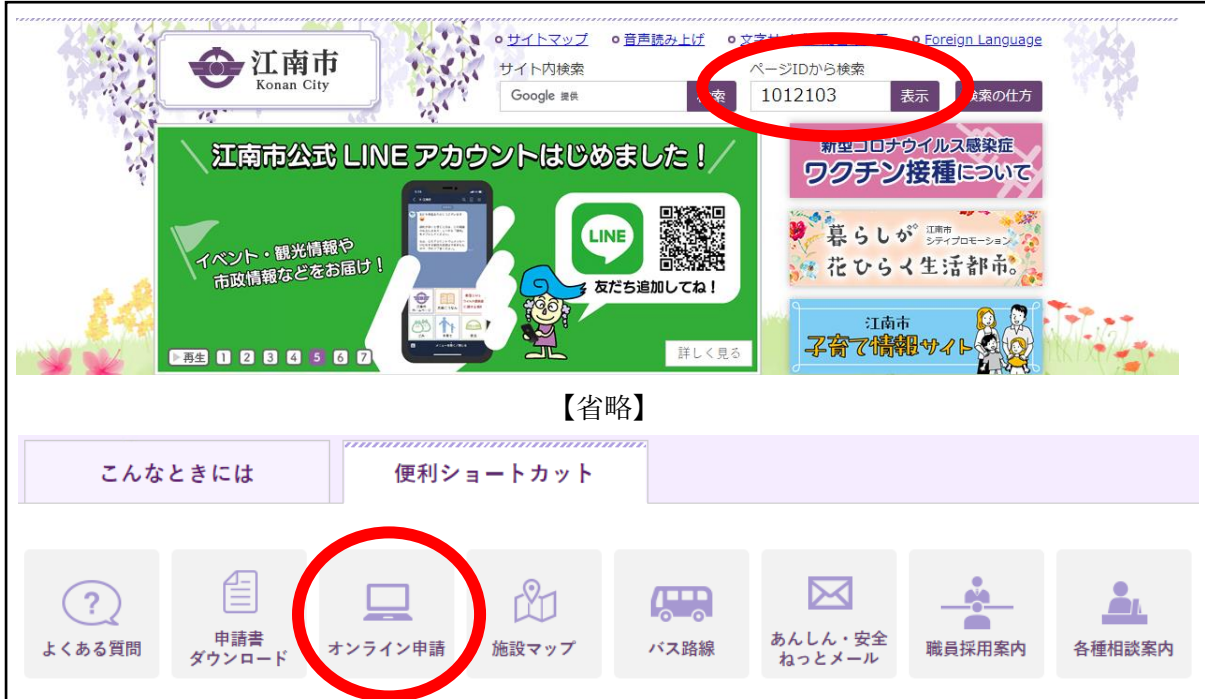 サイトマップ 音声読み上げ Foreign Language
江南市
Konan City
サイト内検索 ページIDから検索
Google 提供 1012103 表示 検索の仕方
江南市公式 LINE アカウントはじめました!
イベント・観光情報や
市政情報などをお届け!
LINE
友だち追加してね!
再生 1 2 3 4 5 6 7
詳しく見る
新型コロナウイルス感染症
ワクチン接種について
暮らしが 江南市
シティプロモーション
花ひらく生活都市。
江南市
子育て情報サイト
【省略】
こんなときには 便利ショートカット
よくある質問
申請書
ダウンロード
オンライン申請
施設マップ
バス路線
あんしん・安全
ねっとメール
職員採用案内
各種相談案内